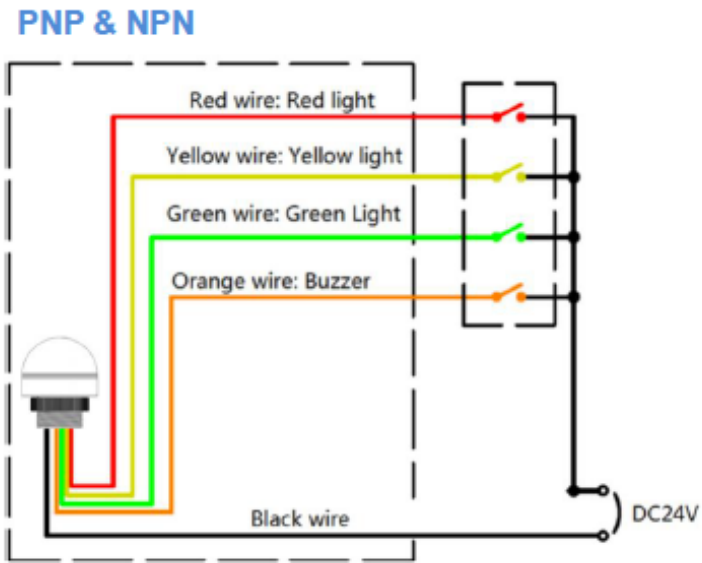 PNP & NPN
Red wire: Red light
Yellow wire: Yellow light
Green wire: Green Light
Orange wire: Buzzer
Black wire
DC24V